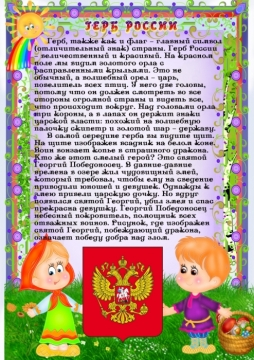 ГЕРБ РОССИИ
Герб, также как и флаг – главный символ
(отличительный знак) страны. Герб России
– величественный и красивый. На красном
поле мы видим золотого орла с
расправленными крыльями. Это не
обычный, а волшебный орел – царь,
повелитель всех птиц. У него две головы,
потому что он должен смотреть во все
стороны огромной страны и видеть все,
что происходит вокруг. Над головами орла
три короны, а в лапах он держит знаки
царской власти: похожий на волшебную
палочку скипетр и золотой шар – державу.
В самой середине герба вы видите щит.
На щите изображен всадник на белом коне.
Воин вонзает копье в страшного дракона.
Кто же этот смелый герой? Это святой
Георгий Победоносец. В давние-давние
времена в озере жил чудовищный змей,
который требовал, чтобы ему на съедение
приводили юношей и девушек. Однажды к
змею привели царскую дочку. Но вдруг
появился святой Георгий, убил змея и спас
прекрасную девушку. Георгий Победоносец –
небесный покровитель, помощник всех
отважных воинов. Рисунок, где изображен
святой Георгий, побеждающий дракона,
означает победу добра над злом.